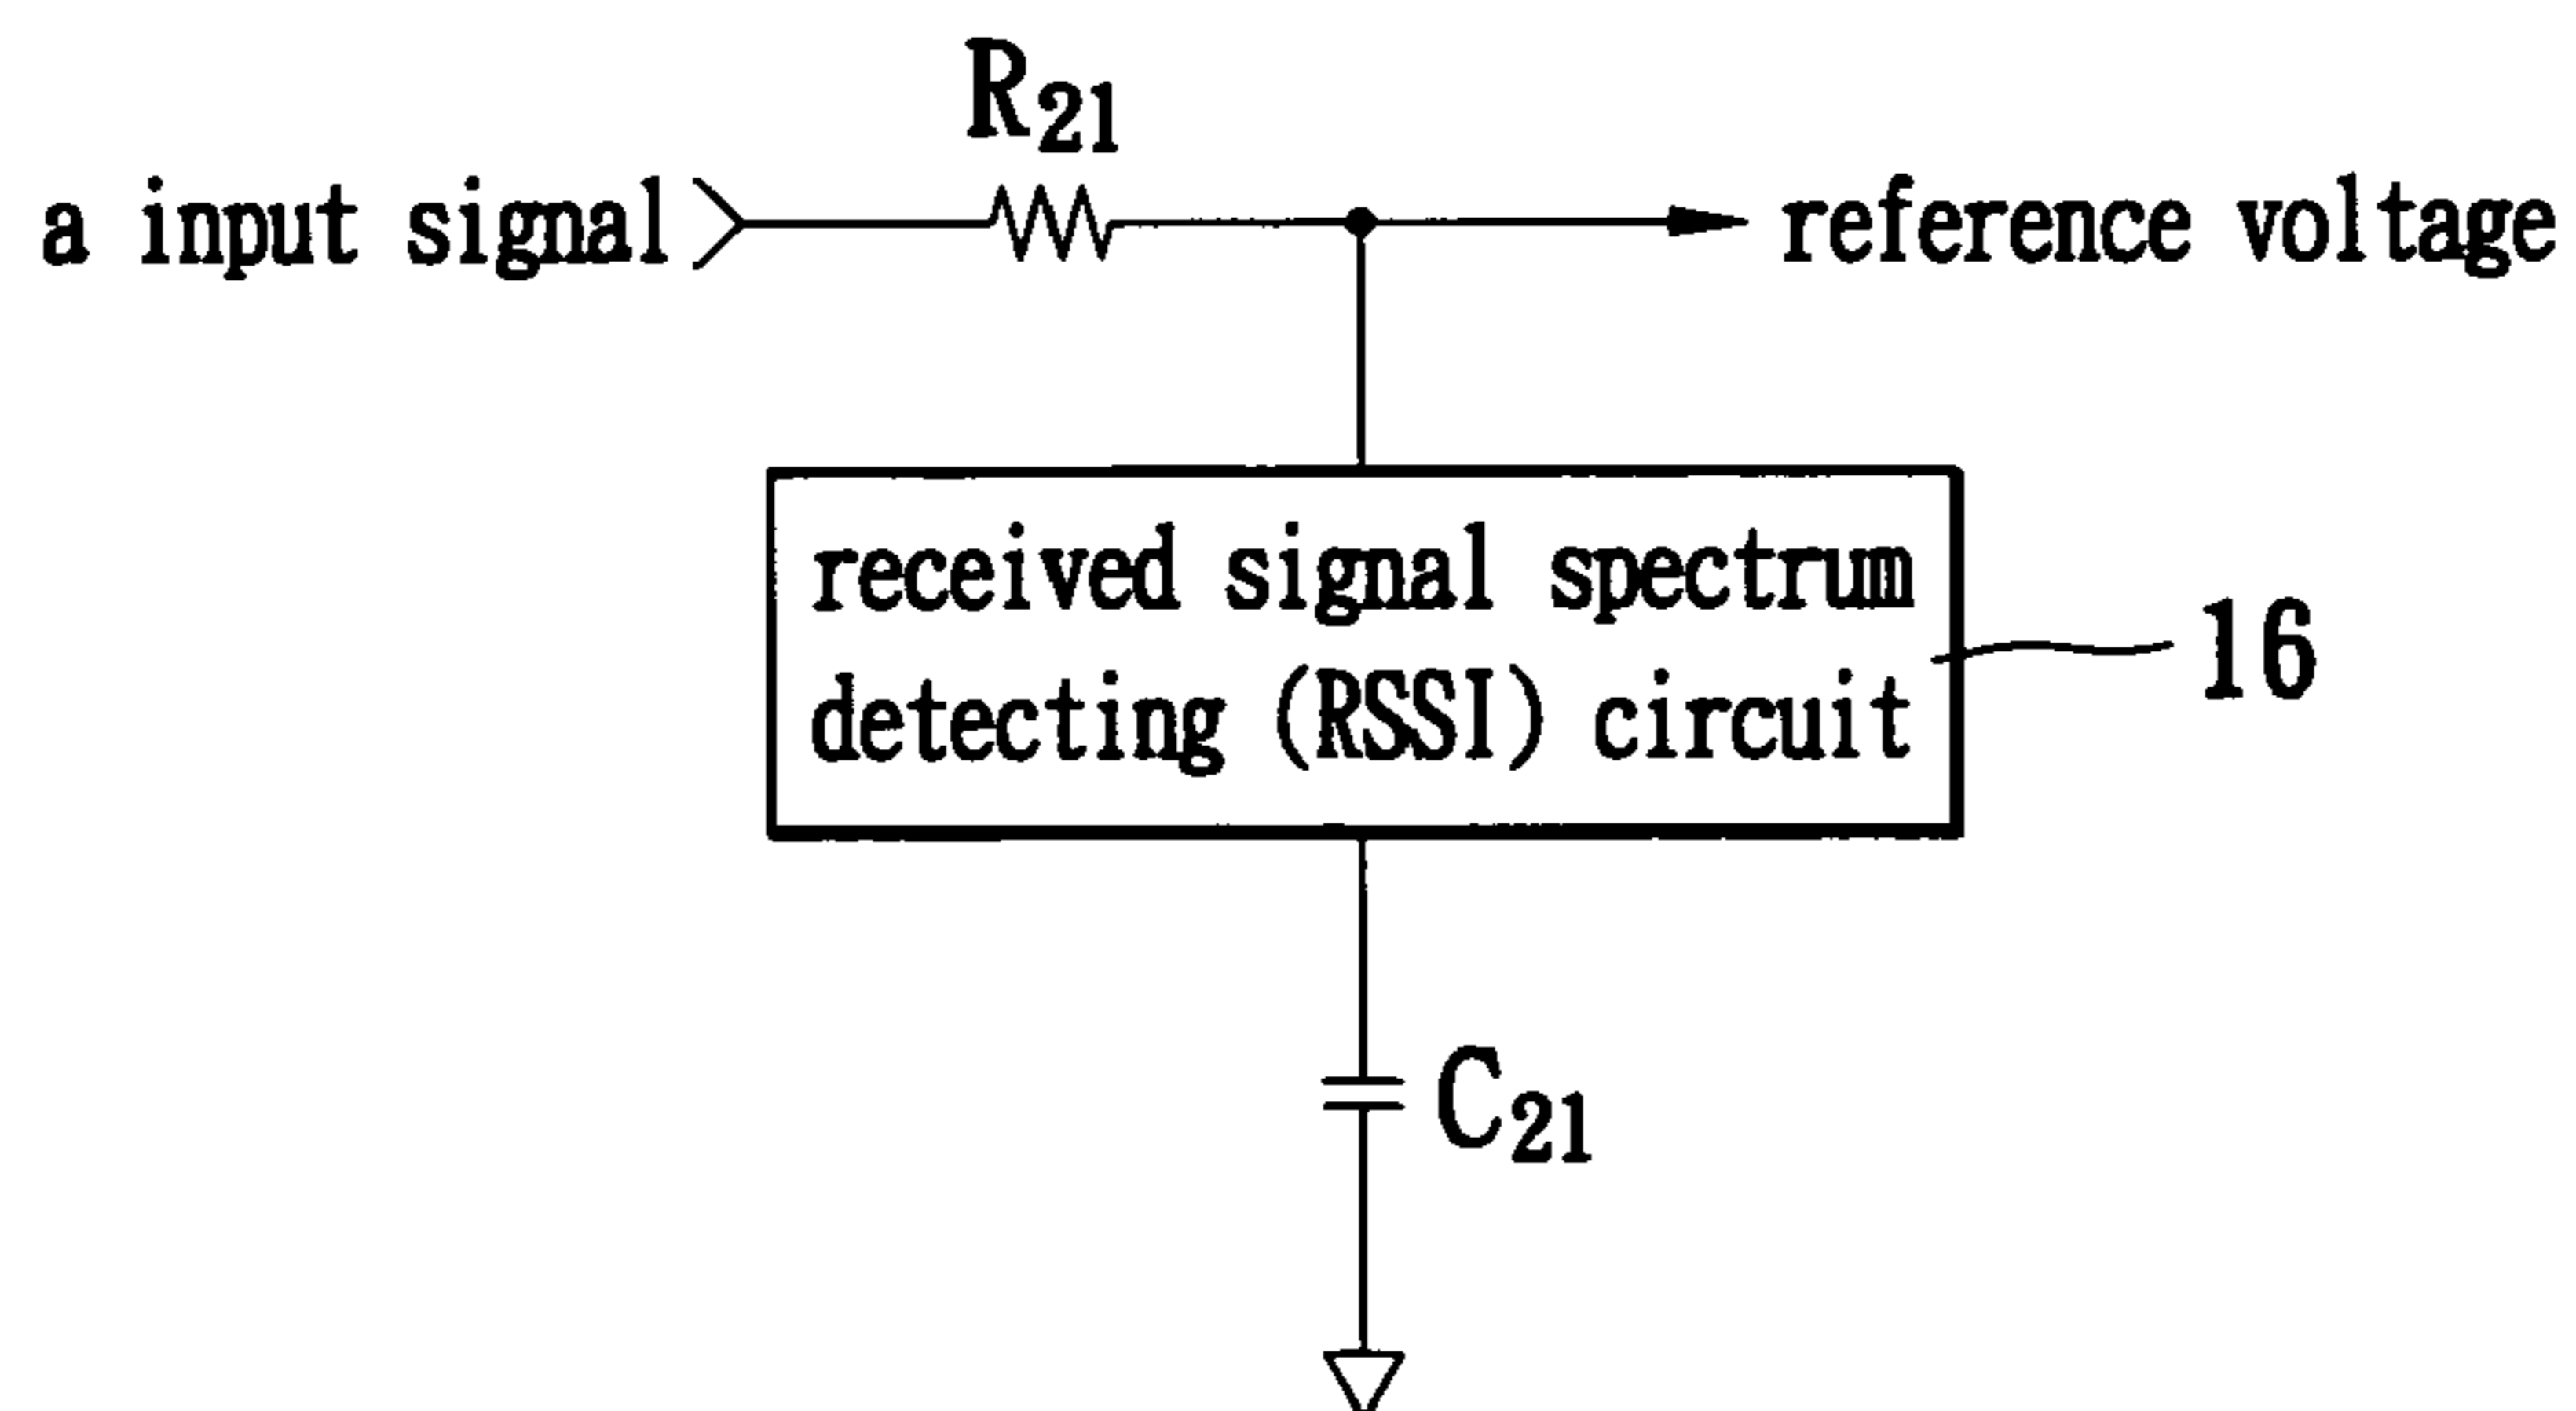 R21
a input signal
reference voltage
received signal spectrum
detecting (RSSI) circuit
16
C21